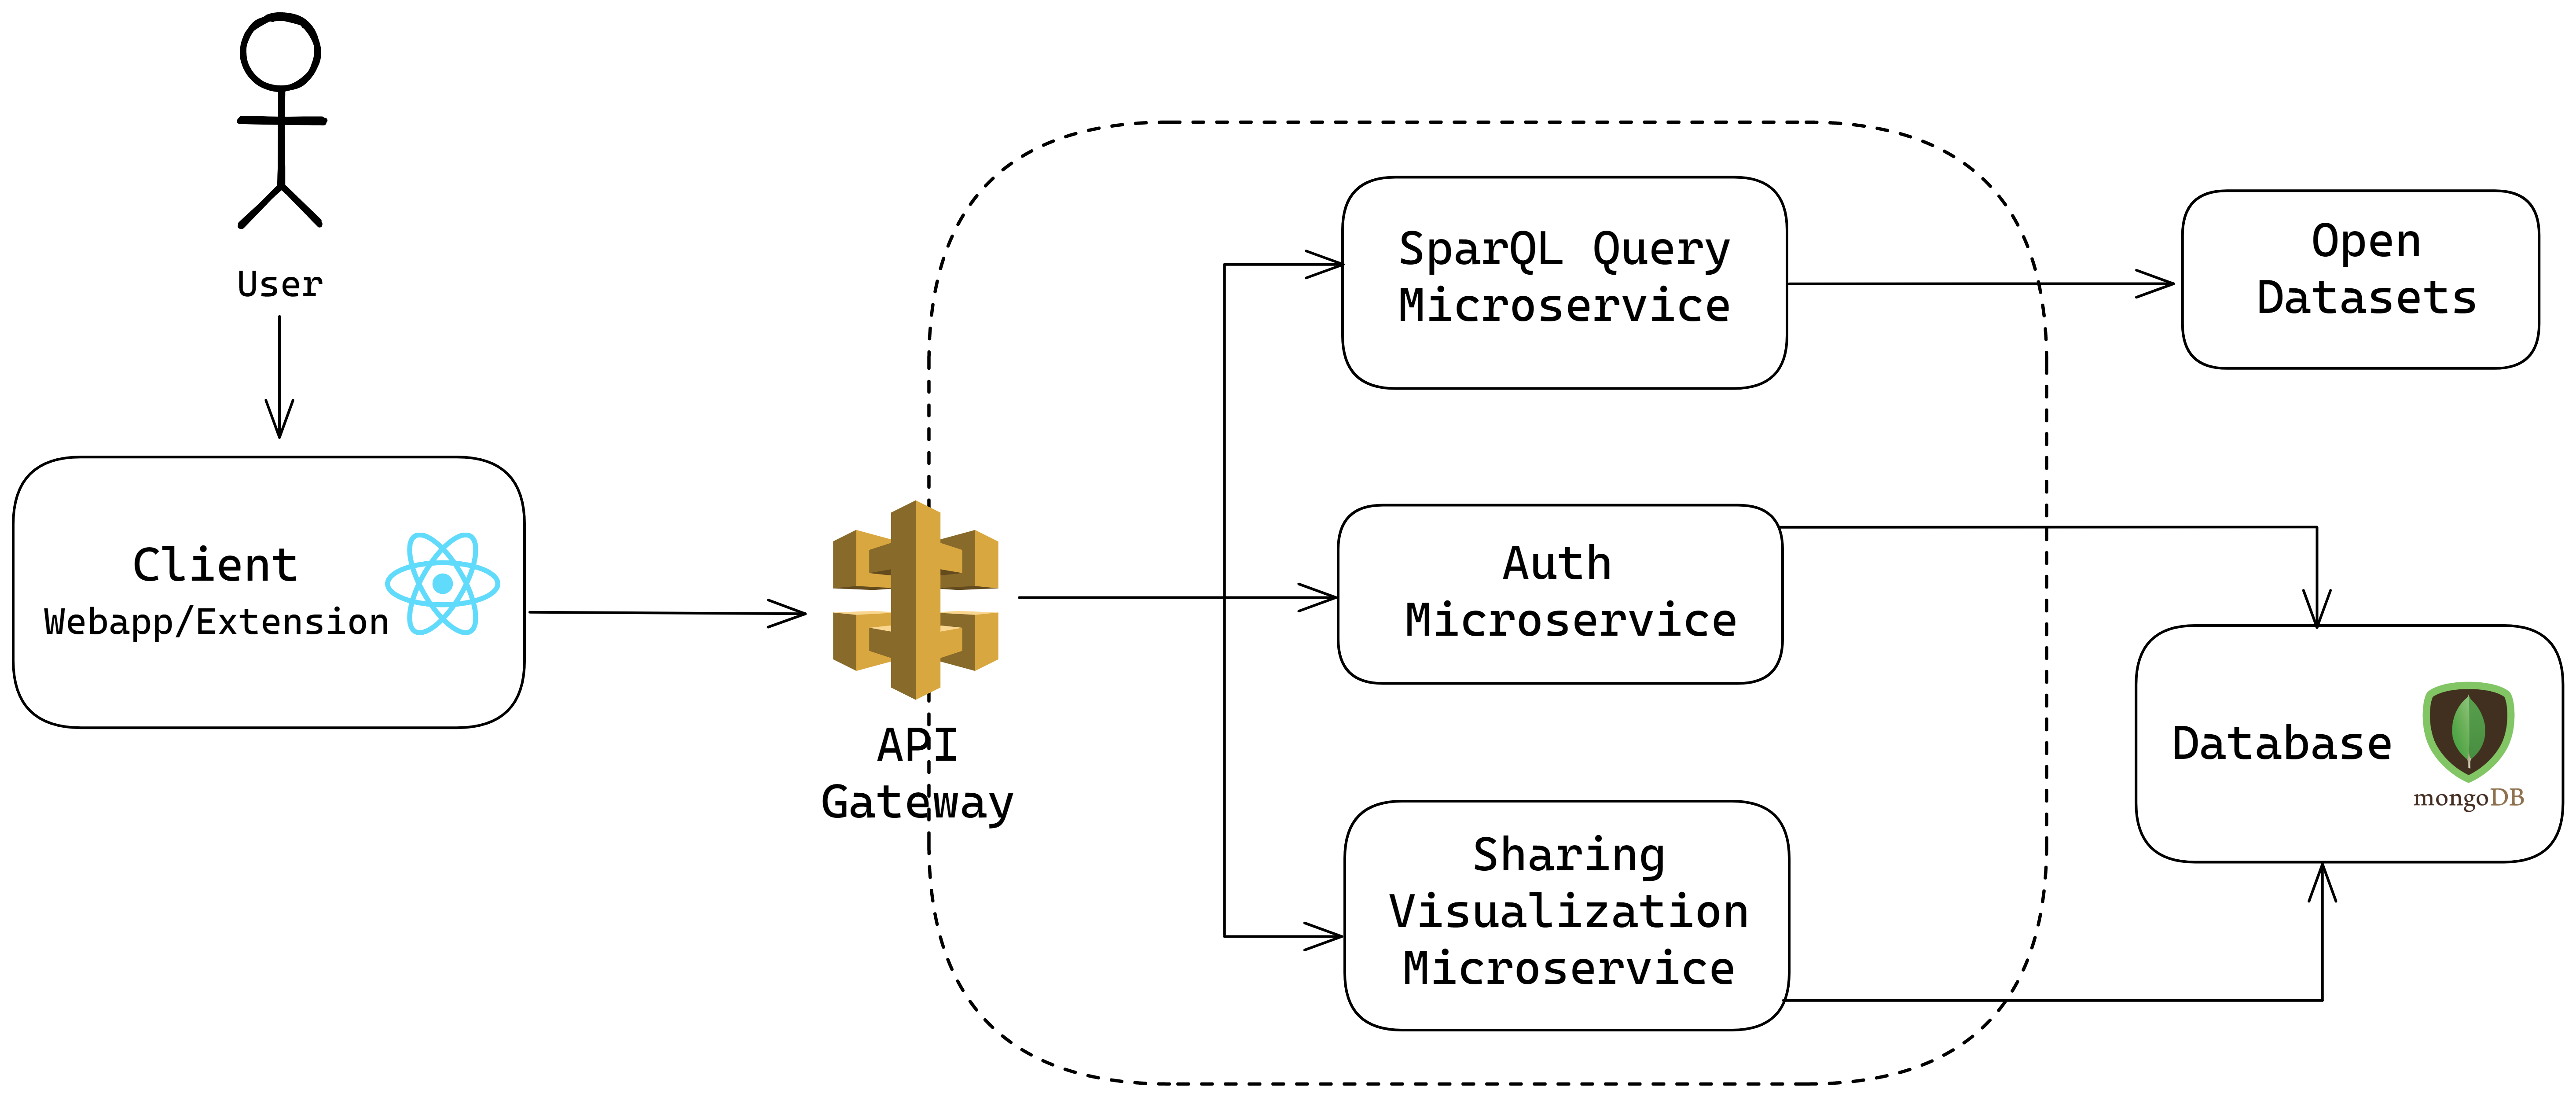 User
Client
Webapp/Extension
API
Gateway
SparQL Query
Microservice
Auth
Microservice
Sharing
Visualization
Microservice
Open
Datasets
Database
mongoDB